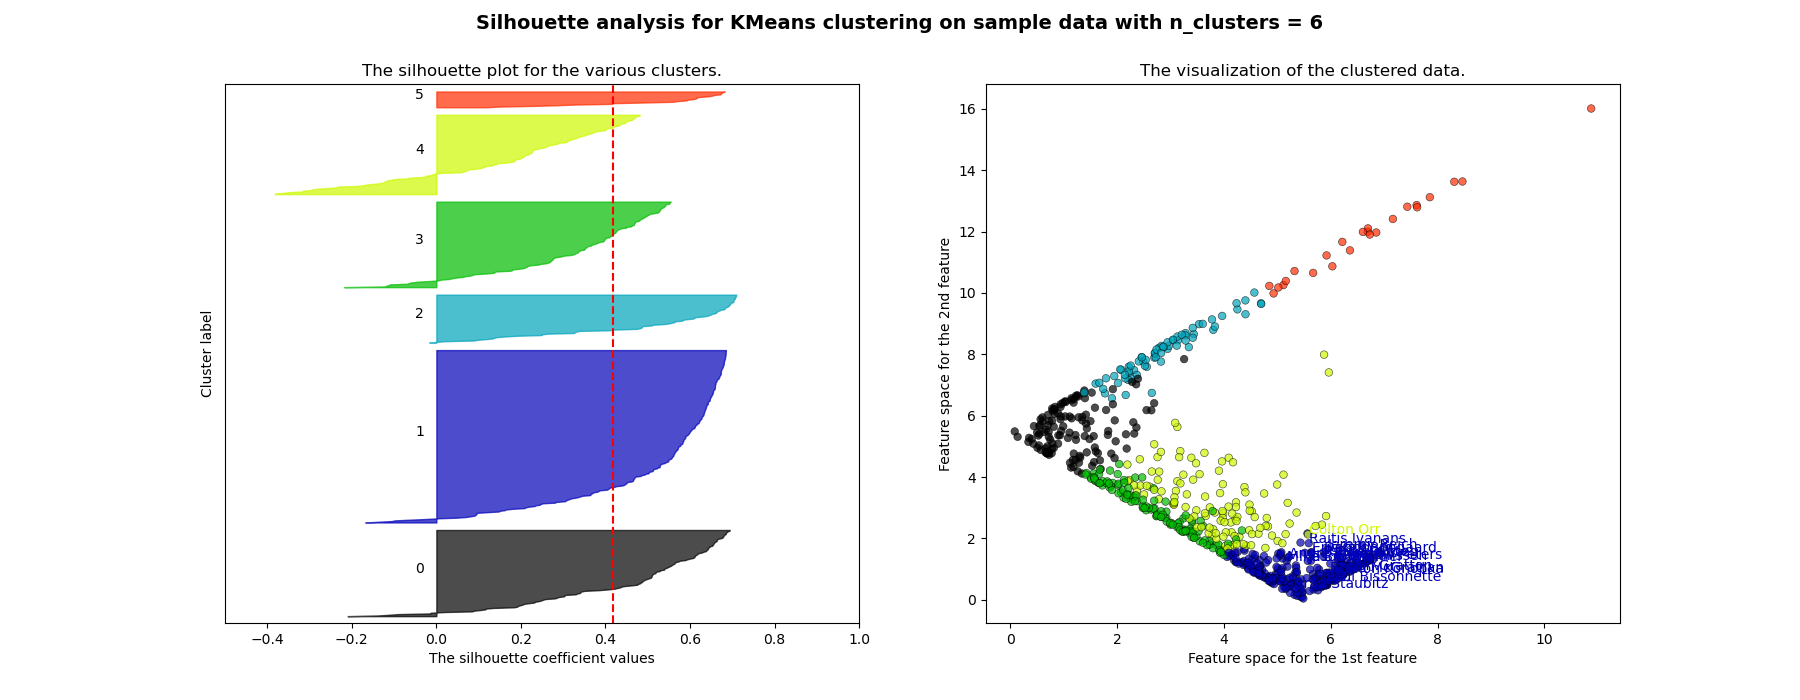 Silhouette analysis for KMeans clustering on sample data with n_clusters = 6
The silhouette plot for the various clusters.
Cluster label
5
4
3
2
1
0
−0.4 −0.2 0.0 0.2 0.4 0.6 0.8 1.0
The silhouette coefficient values
The visualization of the clustered data.
Feature space for the 2nd feature
16
14
12
10
8
6
4
2
0
Orr
Raitis Ivanans
Bissonnette
Staubitz
0 2 4 6 8 10
Feature space for the 1st feature